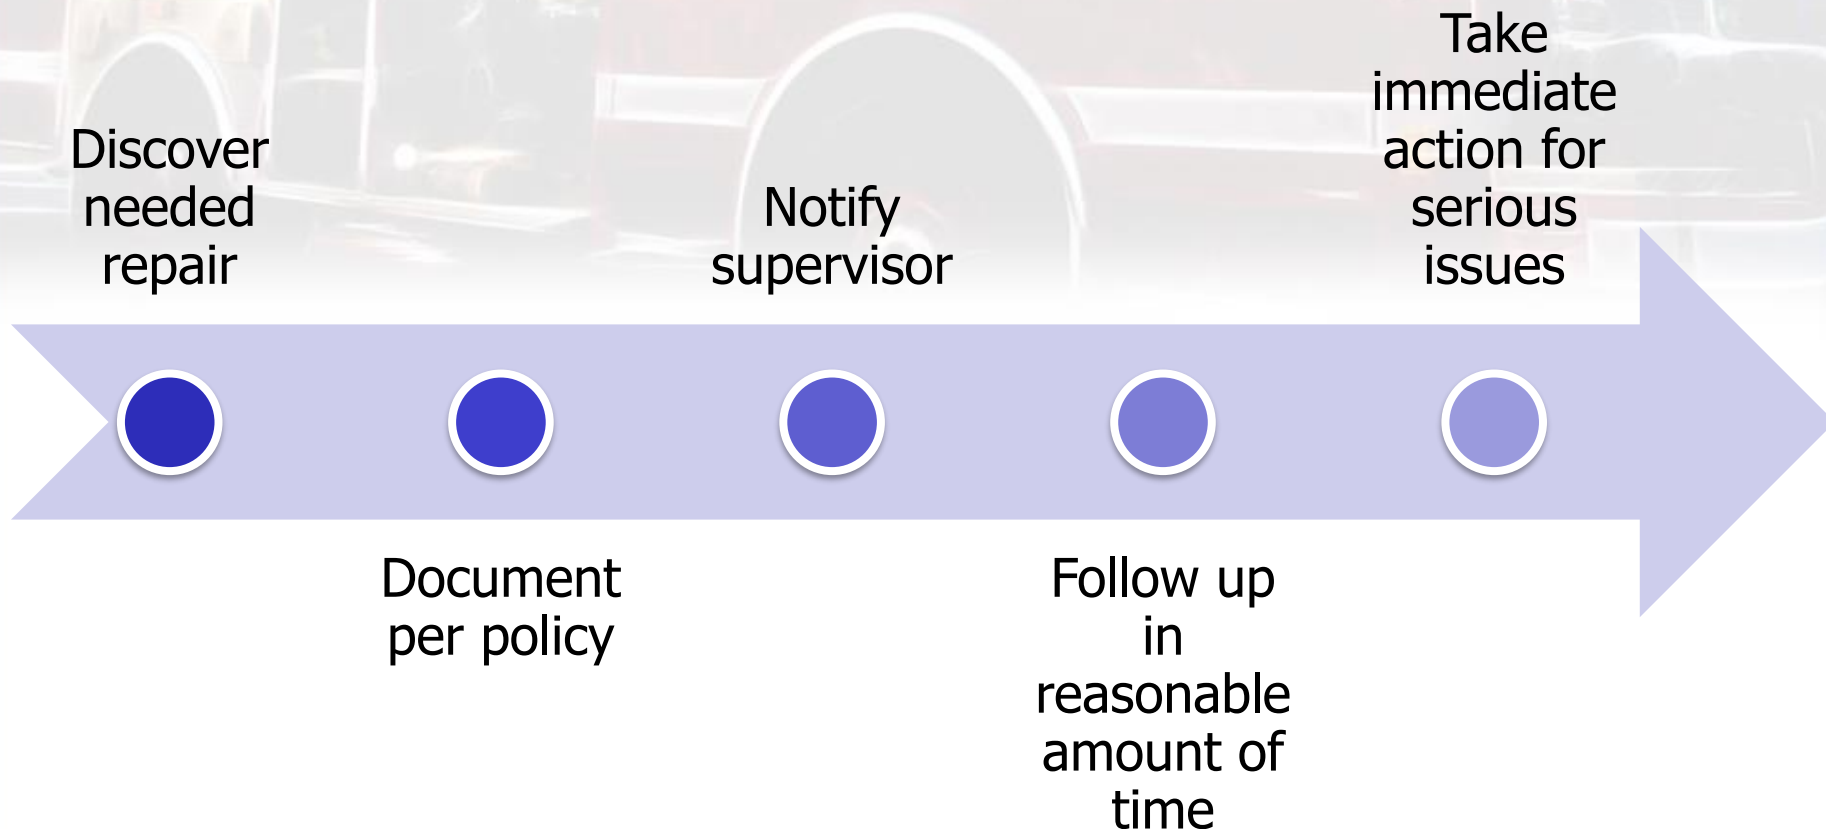 Discover
needed
repair
Document
per policy
Notify
supervisor
Follow up
in
reasonable
amount of
time
Take
immediate
action for
serious
issues